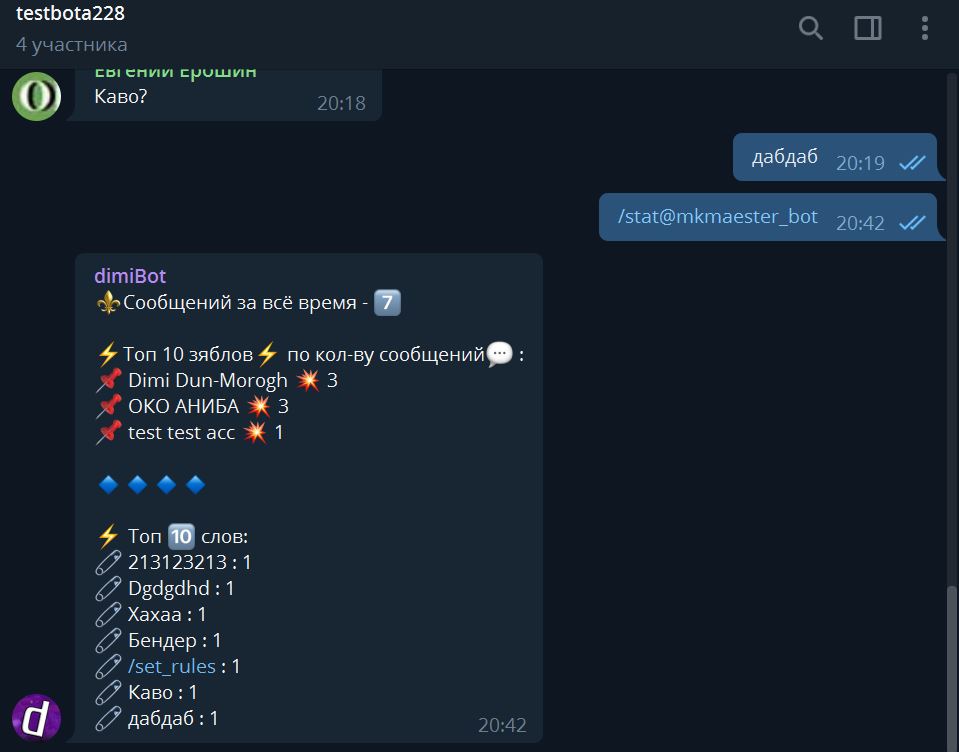 testbota228
4 участника
Евгений Ерошин
Каво?
20:18
дабдаб 20:19
/stat@mkmaester_bot 20:42
dimiBot
⚜️Сообщений за всё время - 7️⃣
⚡Топ 10 зяблов⚡ по кол-ву сообщений💬 :
📌 Dimi Dun-Morogh 💥 3
📌 ОКО АНИБА 💥 3
📌 test test acc 💥 1
🔹 🔹 🔹 🔹
⚡ Топ 🔟 слов:
🧷 213123213 : 1
🧷 Dgdgdhd : 1
🧷 Хахаа : 1
🧷 Бендер : 1
🧷 /set_rules : 1
🧷 Каво : 1
🧷 дабдаб : 1
20:42
d